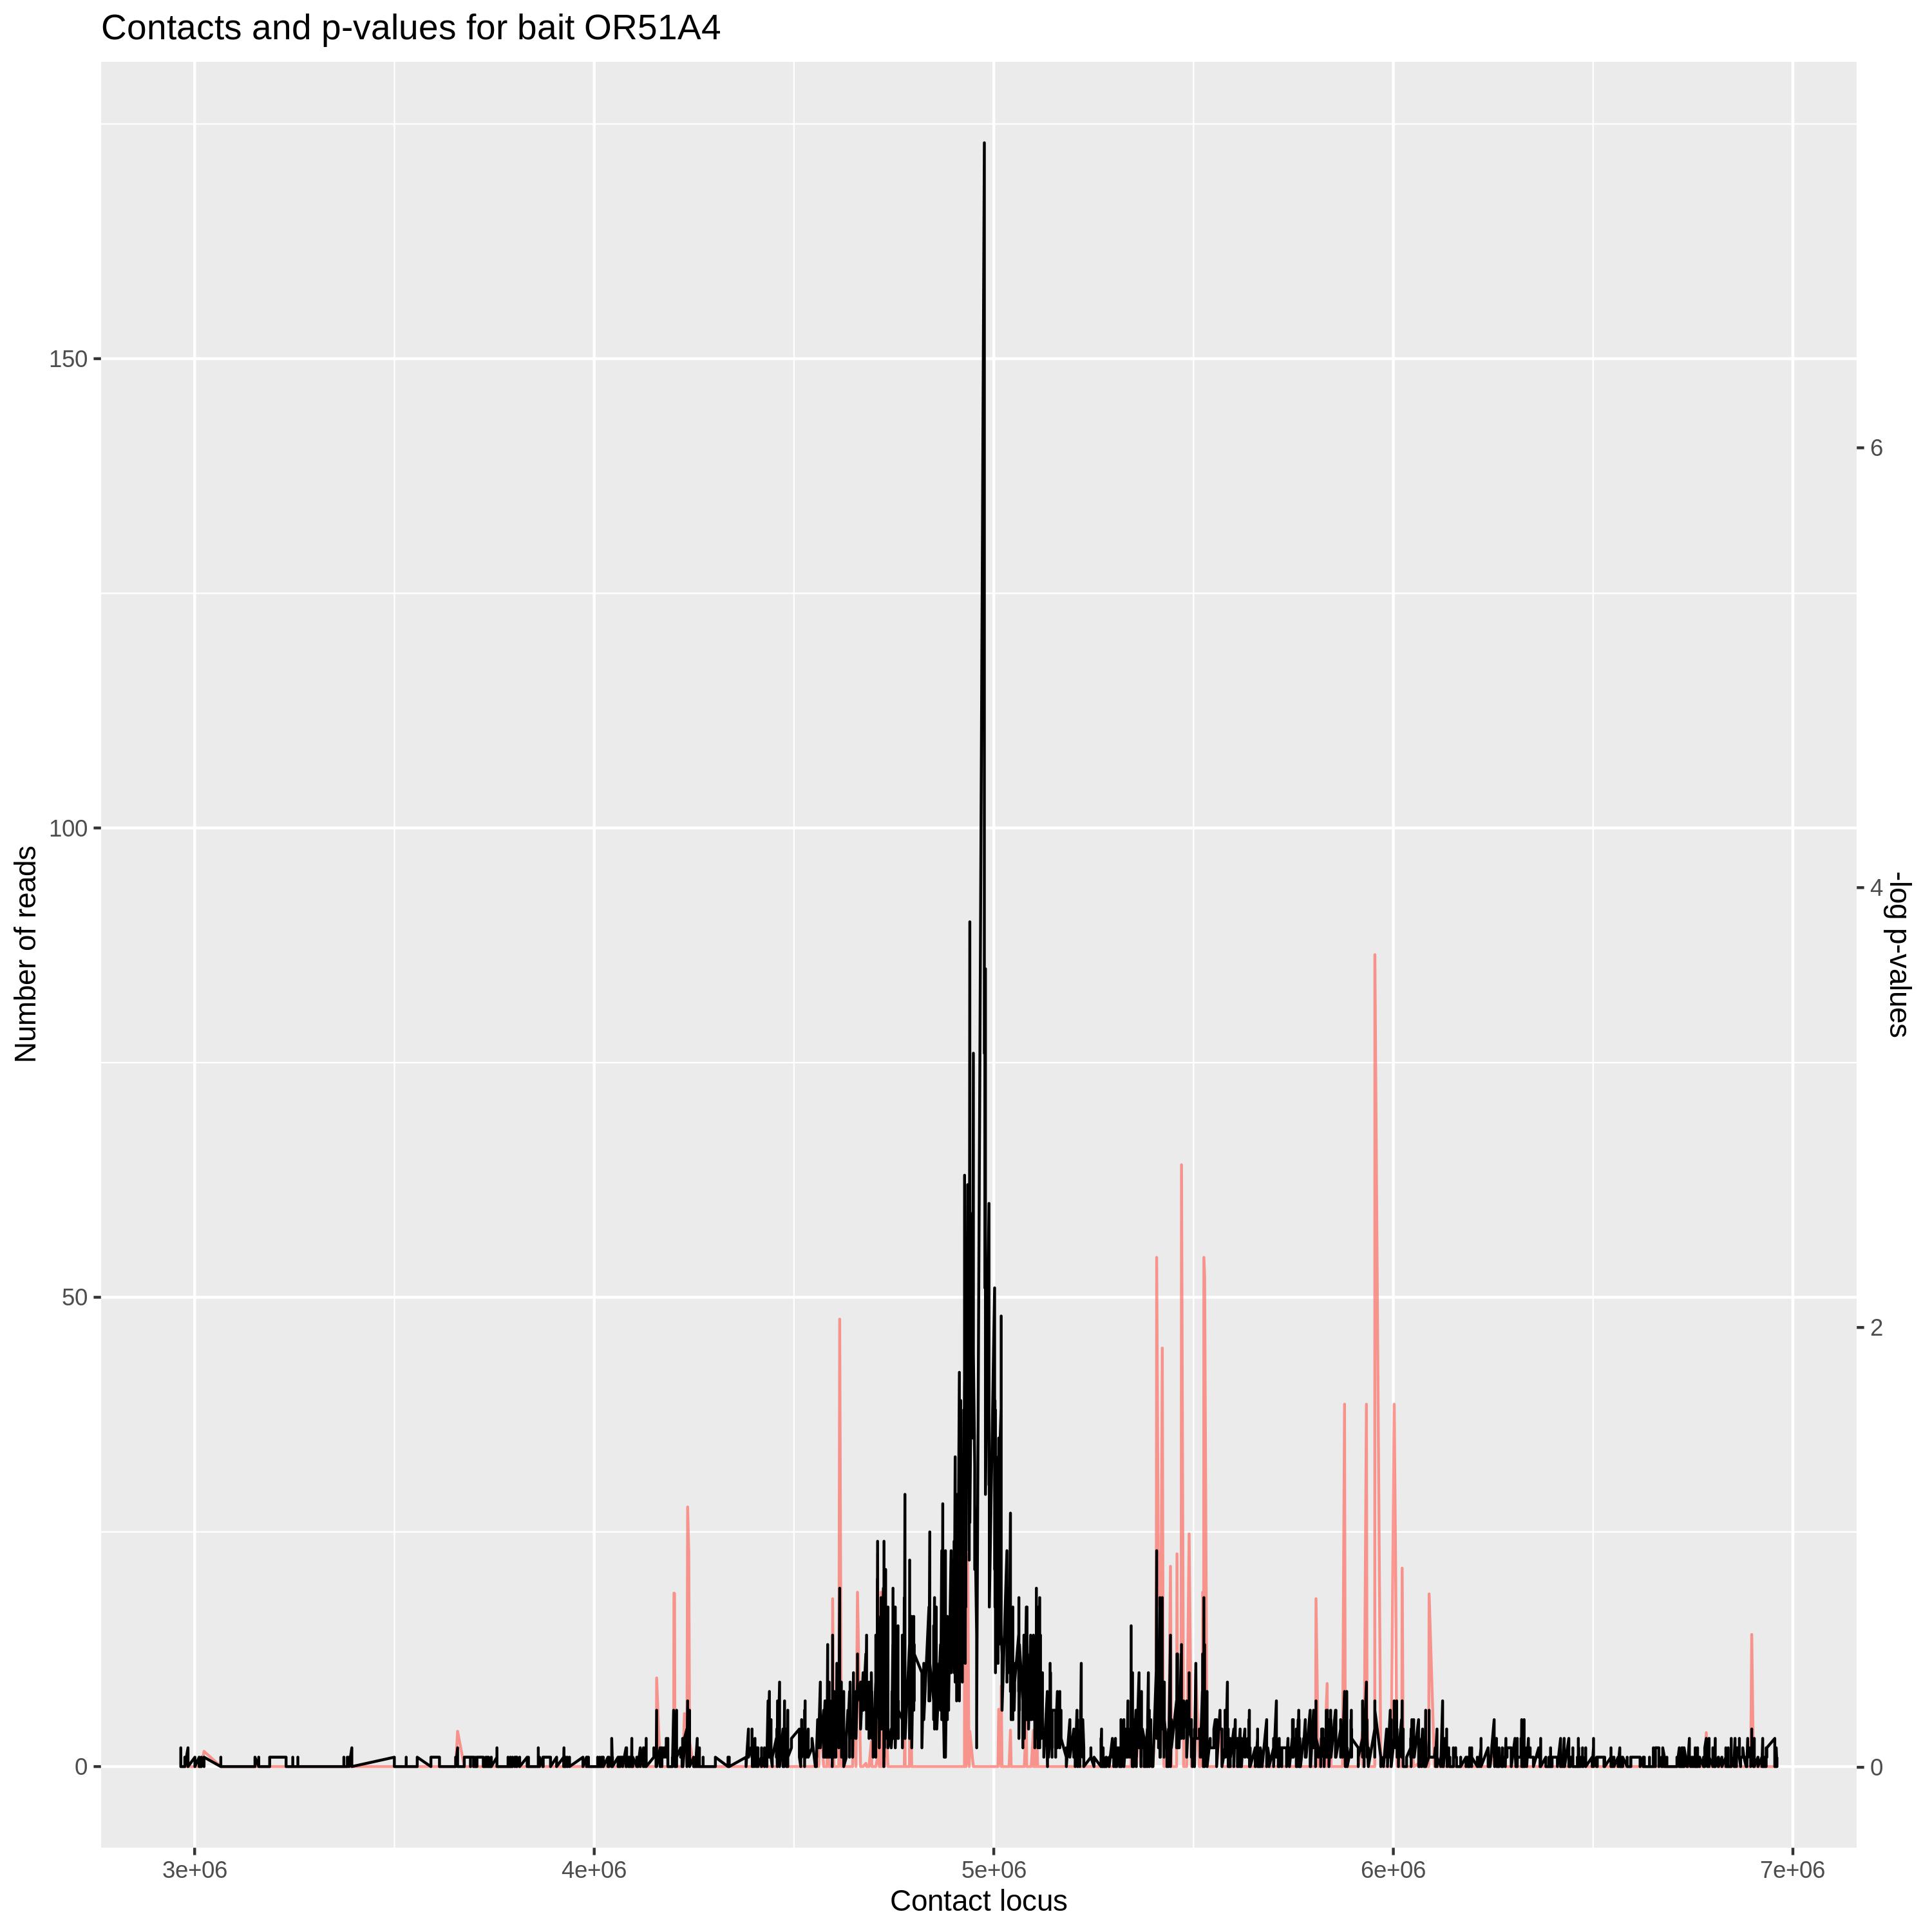 Contacts and p-values for bait OR51A4
150
100
50
0
6
4
2
0
Number of reads
-log p-values
3e+06 4e+06 5e+06 6e+06 7e+06
Contact locus